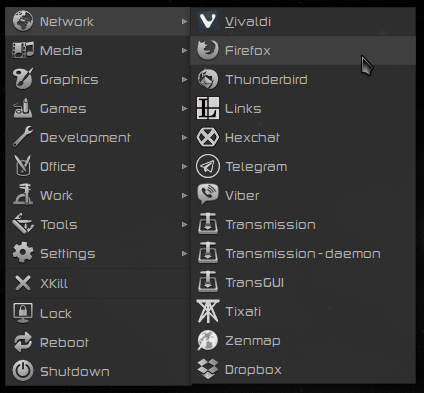 Network
Media
Graphics
Games
Development
Office
Work
Tools
Settings
XKill
Lock
Reboot
Shutdown
Vivaldi
Firefox
Thunderbird
Links
Hexchat
Telegram
Viber
Transmission
Transmission-daemon
TransGUI
Tixati
Zenmap
Dropbox